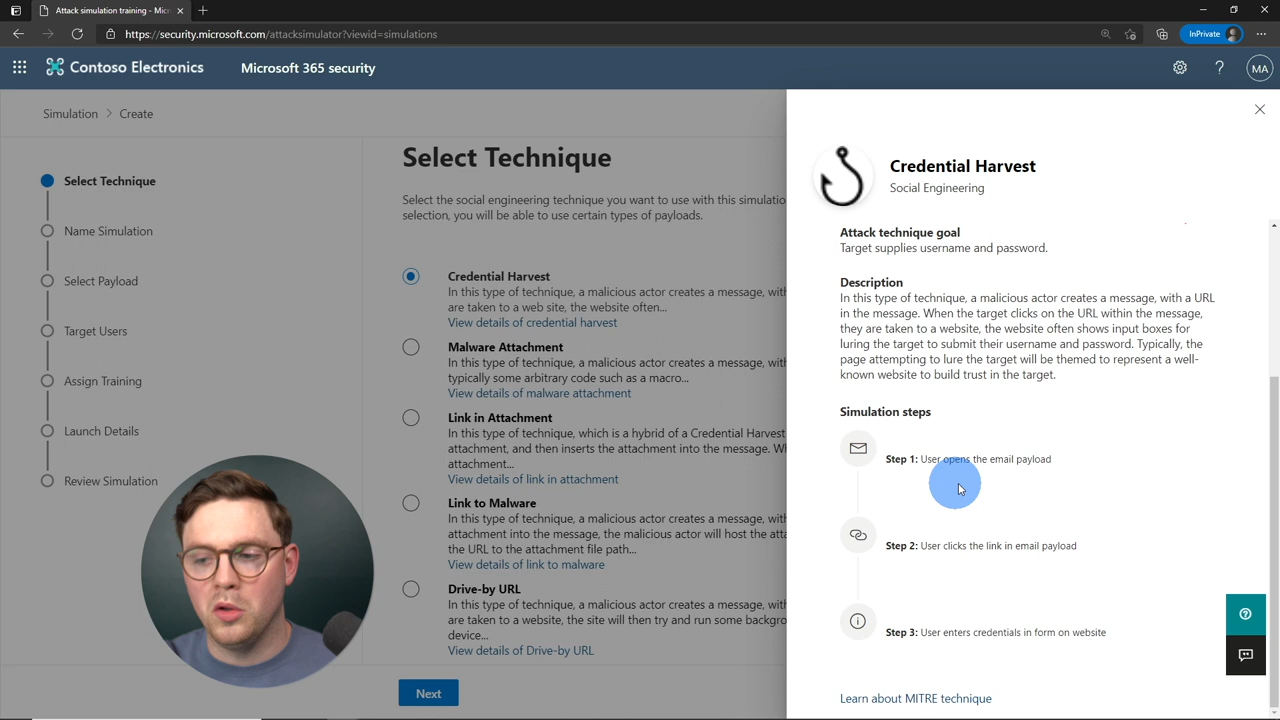 Attack simulation training - Micr
https://security.microsoft.com/attacksimulator?viewid=simulations
InPrivate
Contoso Electronics
Microsoft 365 security
MA
Simulation > Create
Select Technique
Name Simulation
Select Payload
Target Users
Assign Training
Launch Details
Review Simulation
Select Technique
Select the social engineering technique you want to use with this simulatio
selection, you will be able to use certain types of payloads.
Credential Harvest
In this type of technique, a malicious actor creates a message, with
are taken to a web site, the website often...
View details of credential harvest
Malware Attachment
In this type of technique, a malicious actor creates a message, with
typically some arbitrary code such as a macro...
View details of malware attachment
Link in Attachment
In this type of technique, which is a hybrid of a Credential Harvest
attachment, and then inserts the attachment into the message. Wh
attachment...
View details of link in attachment
Link to Malware
In this type of technique, a malicious actor creates a message, with
attachment into the message, the malicious actor will host the atta
the URL to the attachment file path...
View details of link to malware
Drive-by URL
In this type of technique, a malicious actor creates a message, with
are taken to a website, the site will then try and run some backgro
device...
View details of Drive-by URL
Next
Credential Harvest
Social Engineering
Attack technique goal
Target supplies username and password.
Description
In this type of technique, a malicious actor creates a message, with a URL
in the message. When the target clicks on the URL within the message,
they are taken to a website, the website often shows input boxes for
luring the target to submit their username and password. Typically, the
page attempting to lure the target will be themed to represent a well-
known website to build trust in the target.
Simulation steps
Step 1: User opens the email payload
Step 2: User clicks the link in email payload
Step 3: User enters credentials in form on website
Learn about MITRE technique